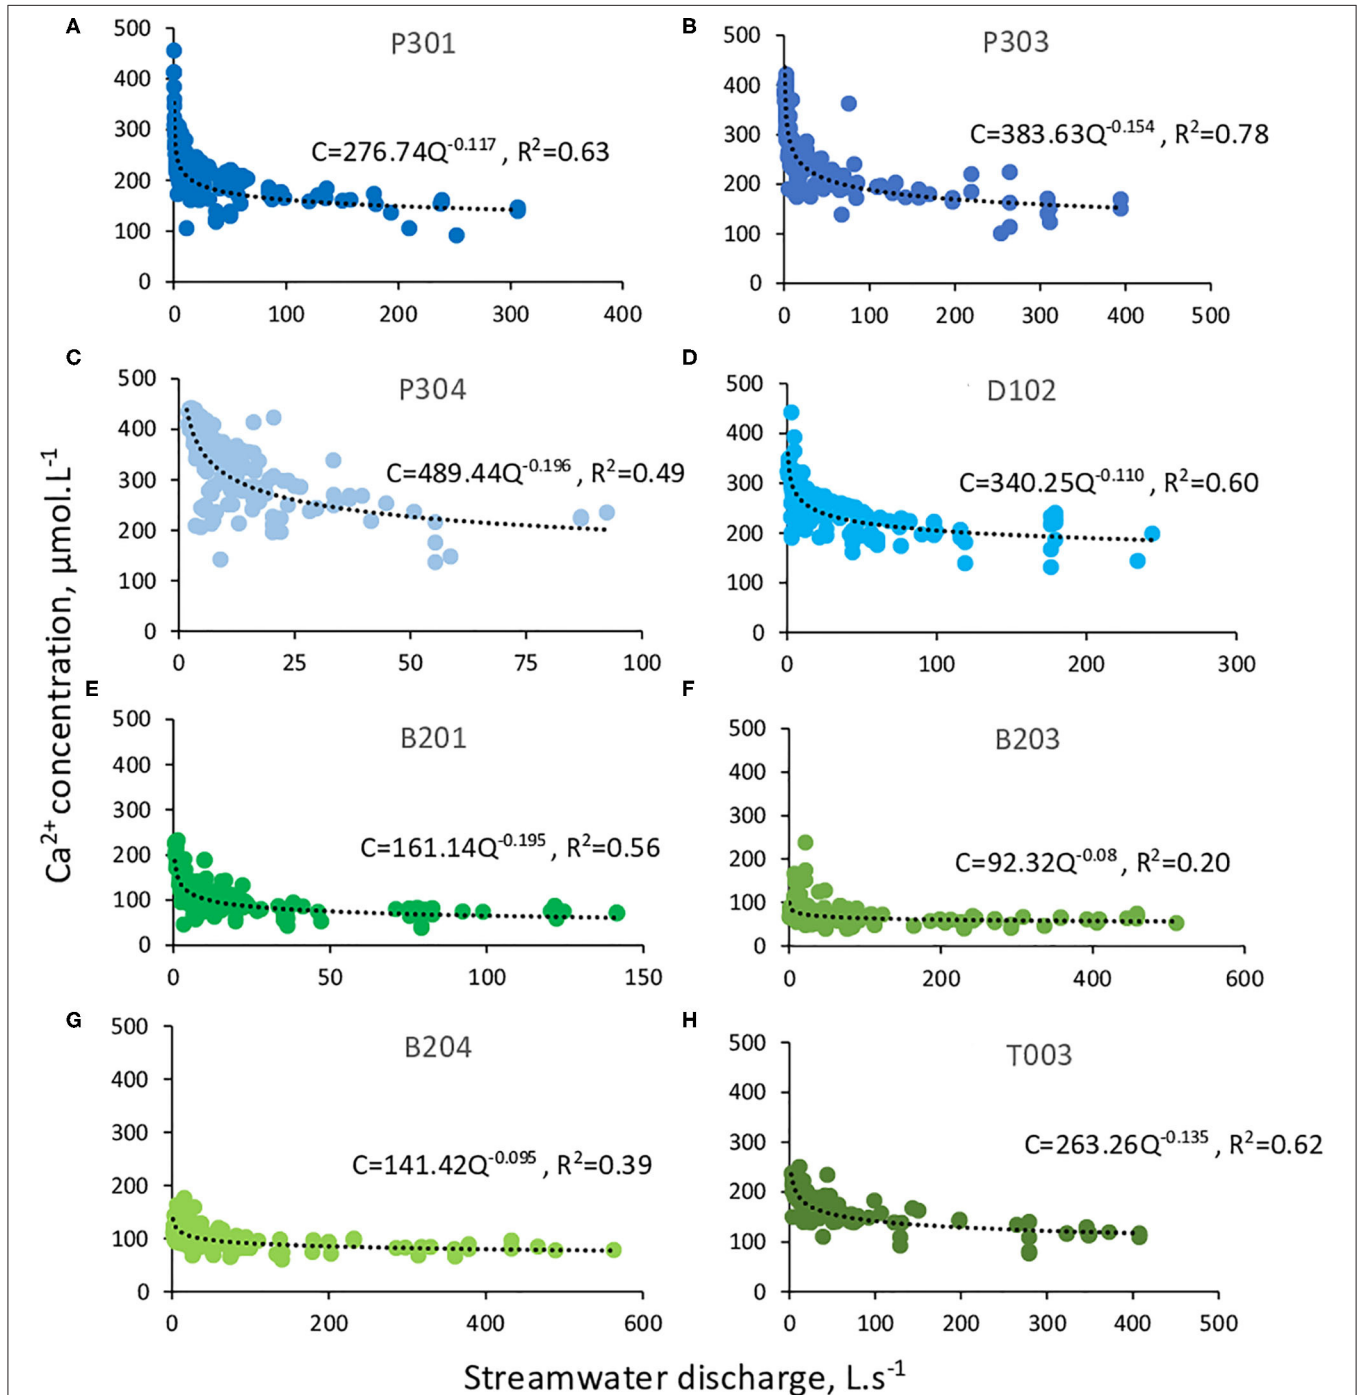 A
P301
C=276.74Q^-0.117 , R²=0.63
500
400
300
200
100
0
0 100 200 300 400
B
P303
C=383.63Q^-0.154 , R²=0.78
500
400
300
200
100
0
0 100 200 300 400 500
C
P304
C=489.44Q^-0.196 , R²=0.49
500
400
300
200
100
0
0 25 50 75 100
D
D102
C=340.25Q^-0.110 , R²=0.60
500
400
300
200
100
0
0 100 200 300
Ca²⁺ concentration, µmol.L⁻¹
E
B201
C=161.14Q^-0.195 , R²=0.56
500
400
300
200
100
0
0 50 100 150
F
B203
C=92.32Q^-0.08 , R²=0.20
500
400
300
200
100
0
0 200 400 600
G
B204
C=141.42Q^-0.095 , R²=0.39
500
400
300
200
100
0
0 200 400 600
H
T003
C=263.26Q^-0.135 , R²=0.62
500
400
300
200
100
0
0 100 200 300 400 500
Streamwater discharge, L.s⁻¹